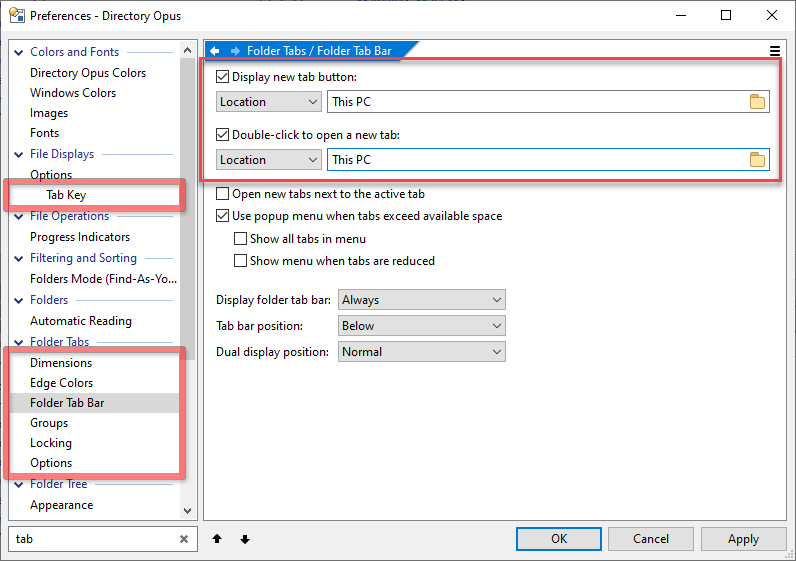 Preferences - Directory Opus
Colors and Fonts
Directory Opus Colors
Windows Colors
Images
Fonts
File Displays
Options
Tab Key
File Operations
Progress Indicators
Filtering and Sorting
Folders Mode (Find-As-Yo...
Folders
Automatic Reading
Folder Tabs
Dimensions
Edge Colors
Folder Tab Bar
Groups
Locking
Options
Folder Tree
Appearance
tab
Folder Tabs / Folder Tab Bar
Display new tab button:
Location This PC
Double-click to open a new tab:
Location This PC
Open new tabs next to the active tab
Use popup menu when tabs exceed available space
Show all tabs in menu
Show menu when tabs are reduced
Display folder tab bar: Always
Tab bar position: Below
Dual display position: Normal
OK Cancel Apply